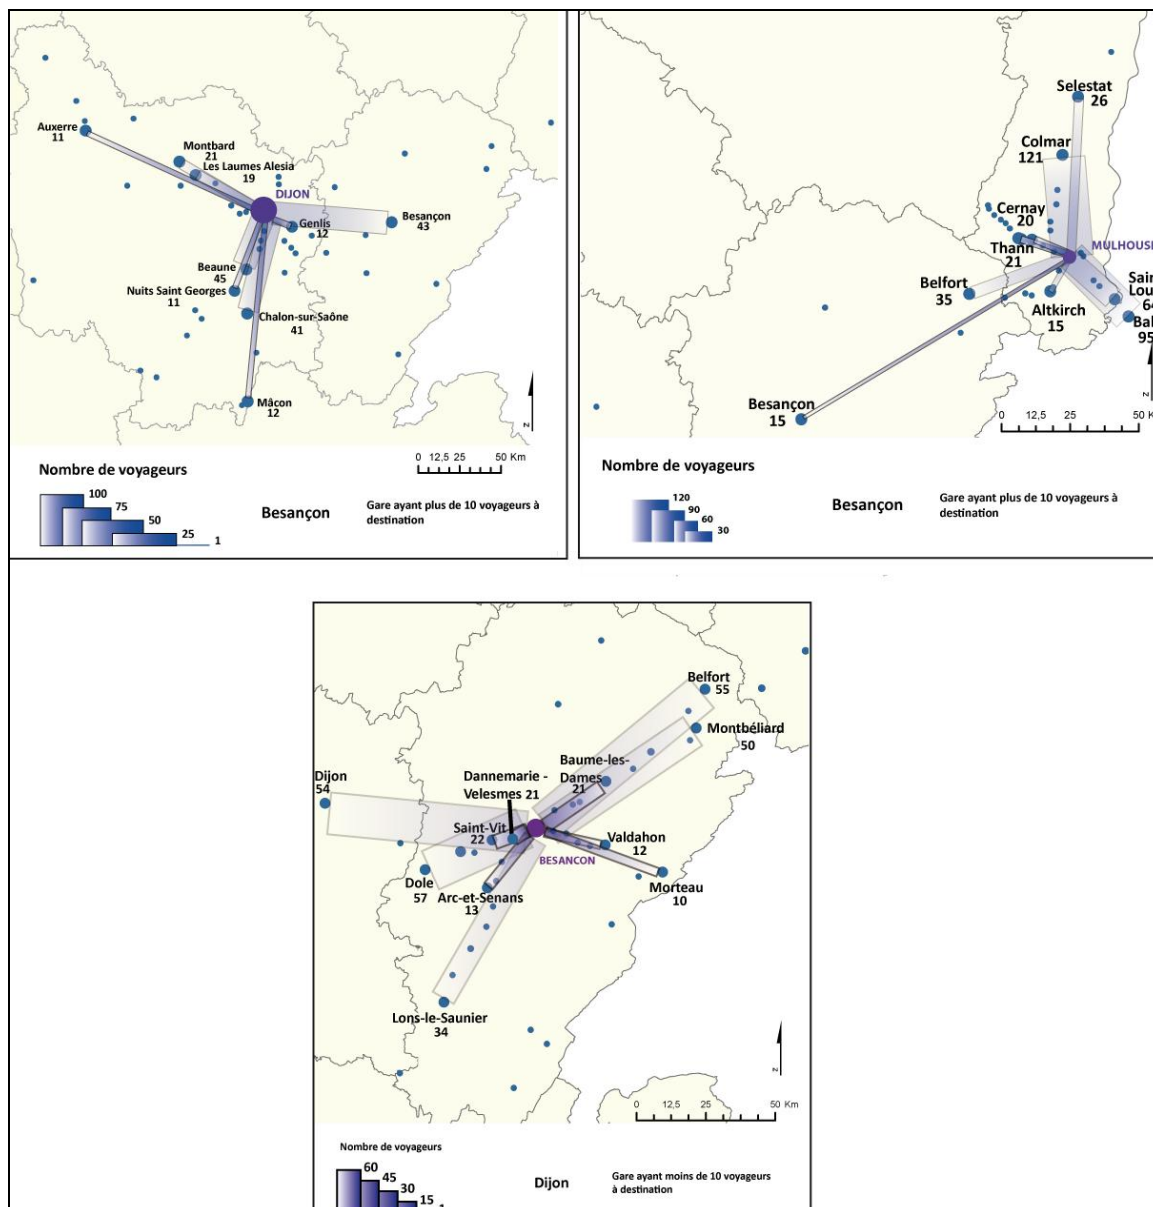 Auxerre
11
Montbard
21
Les Laumes Alesia
19
DIJON
Genlis
12
Besançon
43
Beaune
45
Nuits Saint Georges
11
Chalon-sur-Saône
41
Mâcon
12
z
Nombre de voyageurs
0 12,5 25 50 Km
100
75
50
25
1
Besançon
Gare ayant plus de 10 voyageurs à
destination
Selestat
26
Colmar
121
Cernay
20
Thann
21
MULHOUSE
Belfort
35
Altkirch
15
64
95
Besançon
15
z
0 12,5 25 50
Nombre de voyageurs
120
90
60
30
Besançon
Gare ayant plus de 10 voyageurs à
destination
Belfort
55
Montbéliard
50
Baume-les-
Dames
21
Dijon
54
Dannemarie -
Velesmes 21
Saint-Vit
22
BESANCON
Valdahon
12
Morteau
10
Dole
57
Arc-et-Senans
13
Lons-le-Saunier
34
z
0 12,5 25 50 Km
Nombre de voyageurs
60
45
30
15
Dijon
Gare ayant moins de 10 voyageurs
à destination